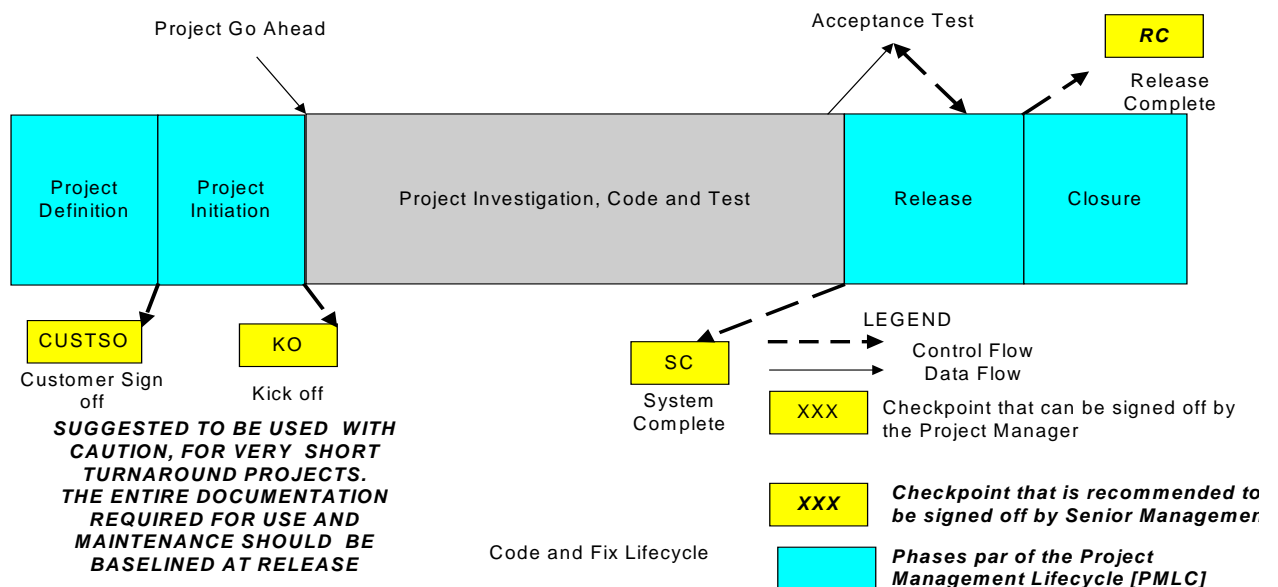 Project Go Ahead
Acceptance Test
RC
Release
Complete
Project
Definition
Project
Initiation
Project Investigation, Code and Test
Release
Closure
CUSTSO
Customer Sign
off
KO
Kick off
SC
System
Complete
LEGEND
Control Flow
Data Flow
XXX
Checkpoint that can be signed off by
the Project Manager
SUGGESTED TO BE USED WITH
CAUTION, FOR VERY SHORT
TURNAROUND PROJECTS.
THE ENTIRE DOCUMENTATION
REQUIRED FOR USE AND
MAINTENANCE SHOULD BE
BASELINED AT RELEASE
XXX
Checkpoint that is recommended to
be signed off by Senior Managemen
Code and Fix Lifecycle
Phases par of the Project
Management Lifecycle [PMLC]